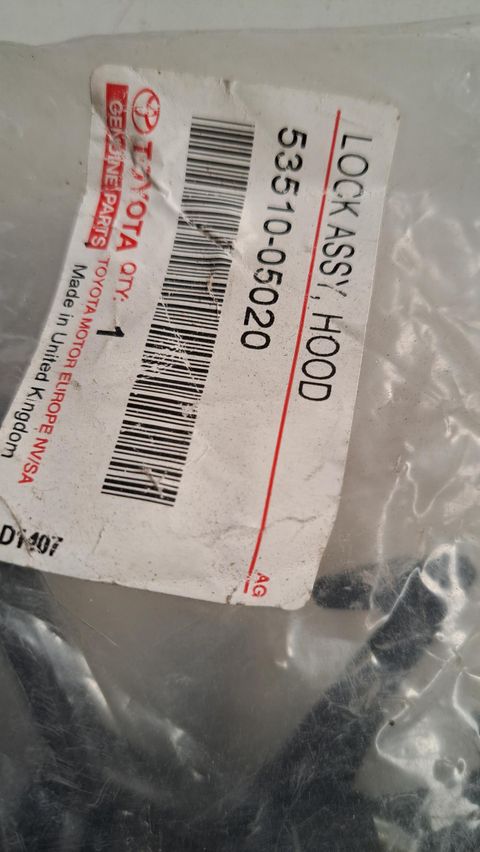 LOCK ASSY, HOOD
53510-05020
TOYOTA QTY. 1
GENUINE PARTS TOYOTA MOTOR EUROPE NV/SA
Made in United Kingdom
AG
D1407